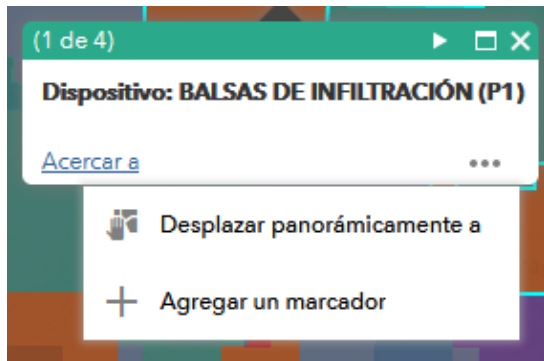 (1 de 4)
Dispositivo: BALSAS DE INFILTRACIÓN (P1)
Acercar a
Desplazar panorámicamente a
Agregar un marcador